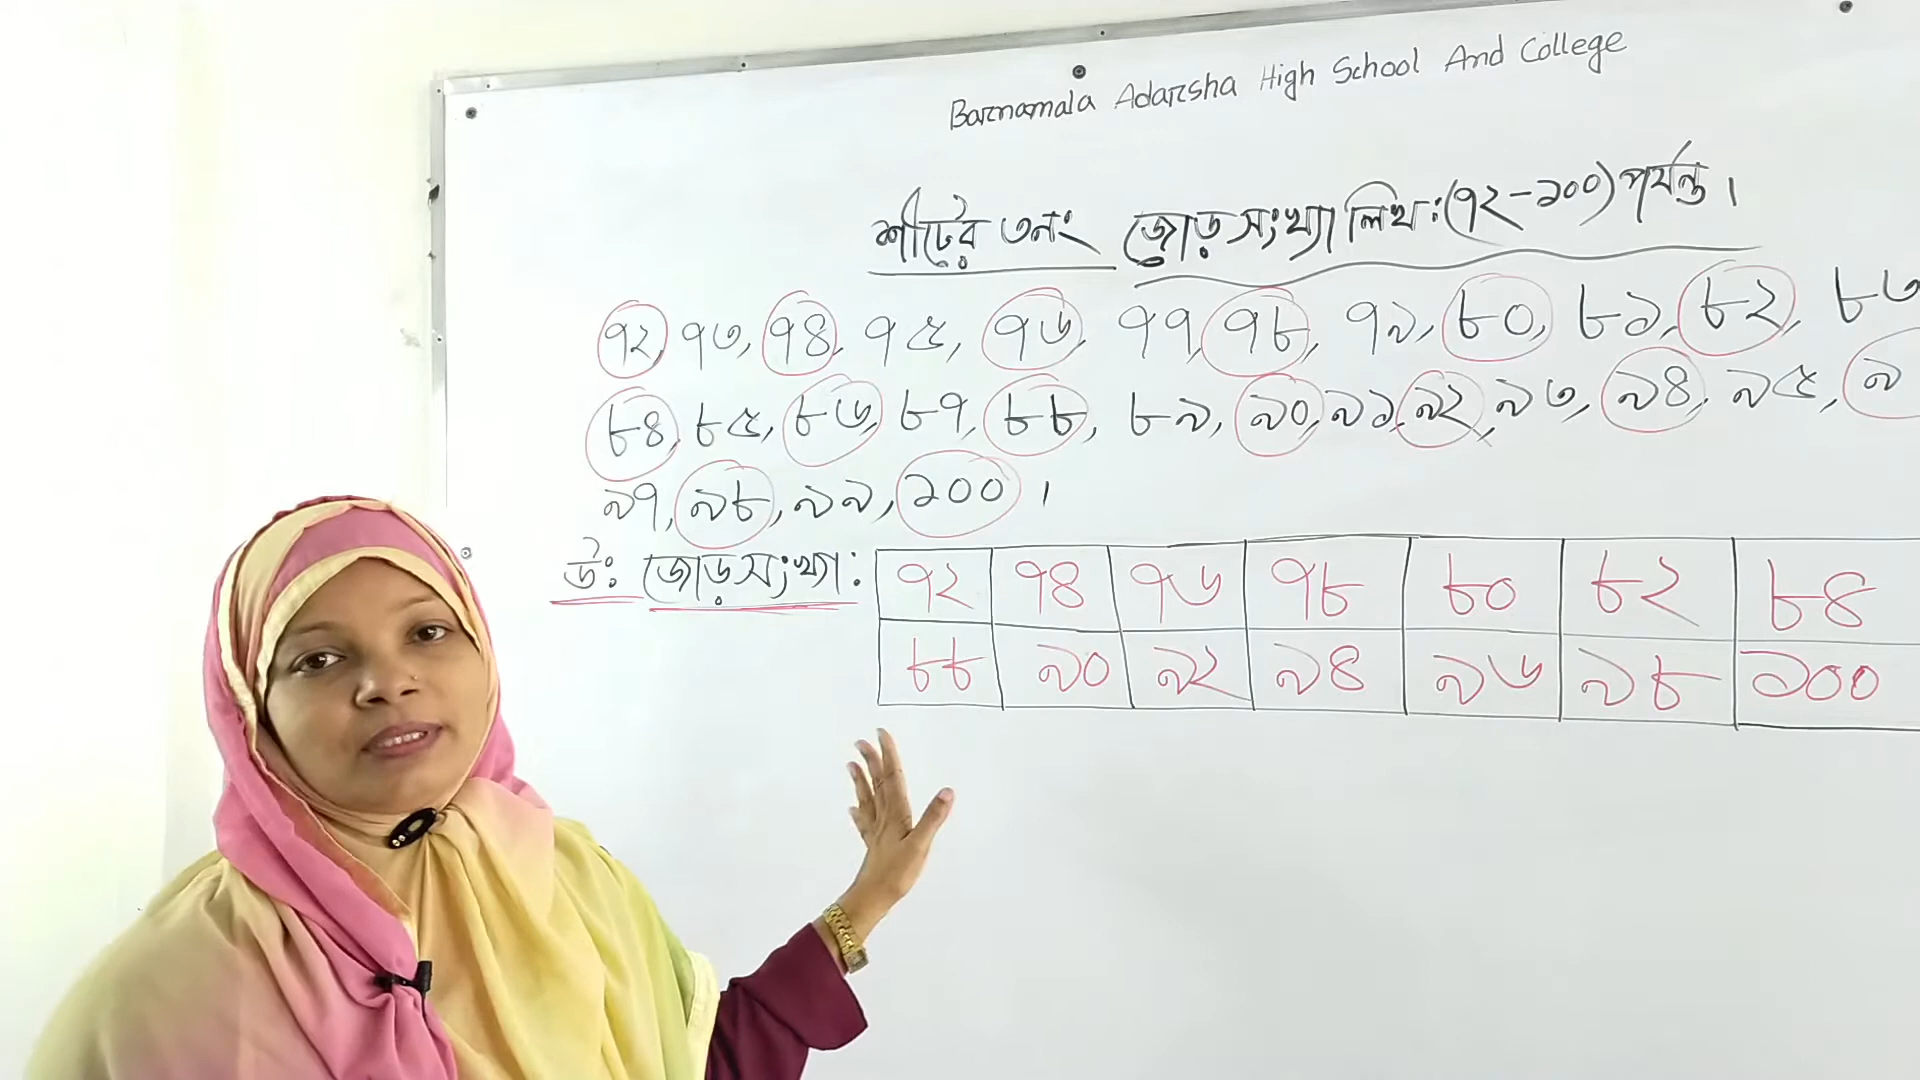 Barnamala Adarsha High School And College
শীটের ৩নং জোড় সংখ্যা লিখ: (৭২-১০০) পর্যন্ত।
৭২, ৭৩, ৭৪, ৭৫, ৭৬, ৭৭, ৭৮, ৭৯, ৮০, ৮১, ৮২, ৮৩
৮৪, ৮৫, ৮৬, ৮৭, ৮৮, ৮৯, ৯০, ৯১, ৯২, ৯৩, ৯৪, ৯৫, ৯
৯৭, ৯৮, ৯৯, ১০০।
উঃ জোড় সংখ্যা: ৭২ ৭৪ ৭৬ ৭৮ ৮০ ৮২ ৮৪
৮৮ ৯০ ৯২ ৯৪ ৯৬ ৯৮ ১০০